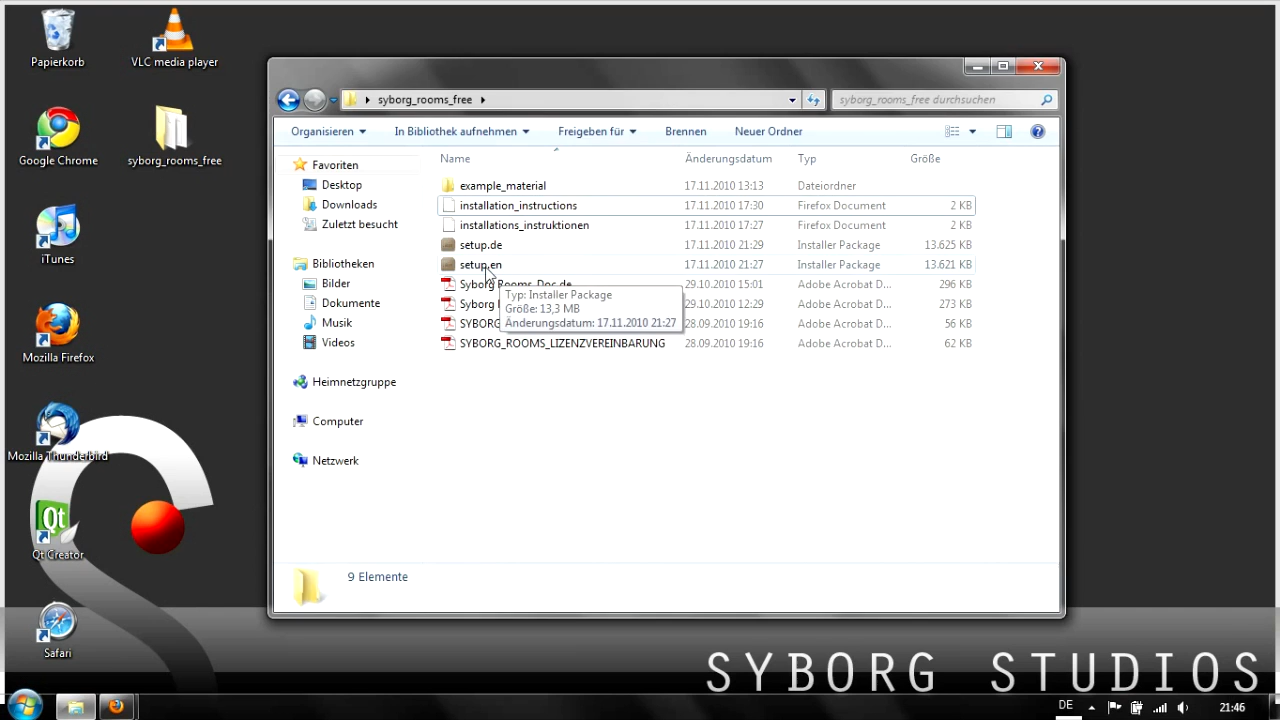 Papierkorb
VLC media player
Google Chrome
syborg_rooms_free
iTunes
Mozilla Firefox
Mozilla Thunderbird
Qt
Qt Creator
Safari
syborg_rooms_free
syborg_rooms_free durchsuchen
Organisieren
In Bibliothek aufnehmen
Freigeben für
Brennen
Neuer Ordner
Favoriten
Desktop
Downloads
Zuletzt besucht
Bibliotheken
Bilder
Dokumente
Musik
Videos
Heimnetzgruppe
Computer
Netzwerk
Name Änderungsdatum Typ Größe
example_material 17.11.2010 13:13 Dateiordner
installation_instructions 17.11.2010 17:30 Firefox Document 2 KB
installations_instruktionen 17.11.2010 17:27 Firefox Document 2 KB
setup.de 17.11.2010 21:29 Installer Package 13.625 KB
setup.en 17.11.2010 21:27 Installer Package 13.621 KB
Syborg Rooms_Doc.de 29.10.2010 15:01 Adobe Acrobat D... 296 KB
Syborg 29.10.2010 12:29 Adobe Acrobat D... 273 KB
SYBORG 28.09.2010 19:16 Adobe Acrobat D... 56 KB
SYBORG_ROOMS_LIZENZVEREINBARUNG 28.09.2010 19:16 Adobe Acrobat D... 62 KB
Typ: Installer Package
Größe: 13,3 MB
Änderungsdatum: 17.11.2010 21:27
9 Elemente
SYBORG STUDIOS
DE
21:46